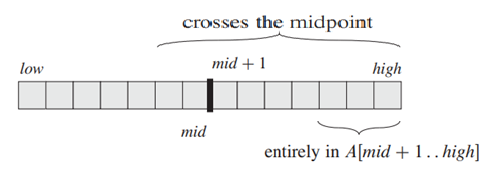 crosses the midpoint
low mid + 1 high
mid
entirely in A[mid + 1 . . high]